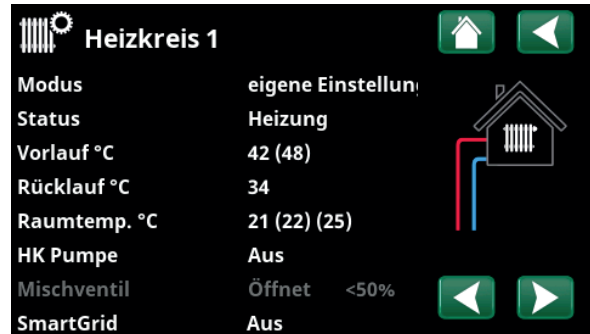 Heizkreis 1
Modus eigene Einstellun
Status Heizung
Vorlauf °C 42 (48)
Rücklauf °C 34
Raumtemp. °C 21 (22) (25)
HK Pumpe Aus
Mischventil Öffnet <50%
SmartGrid Aus